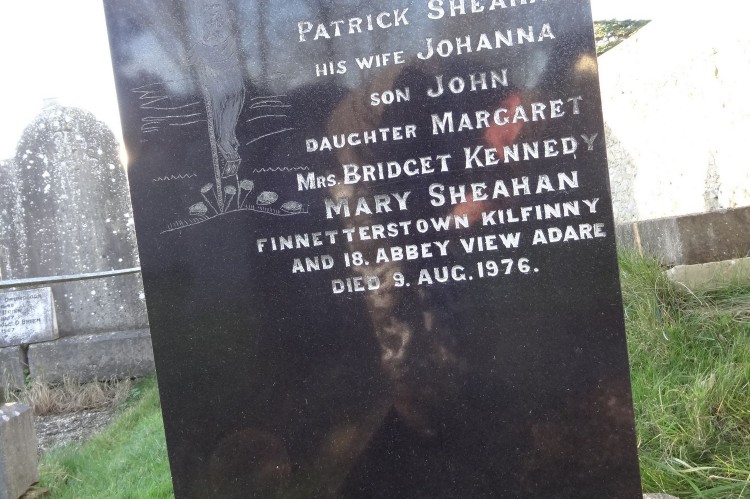 PATRICK SHEAHA
HIS WIFE JOHANNA
SON JOHN
DAUGHTER MARGARET
MRS. BRIDGET KENNEDY
MARY SHEAHAN
FINNETTERSTOWN KILFINNY
AND 18. ABBEY VIEW ADARE
DIED 9. AUG. 1976.